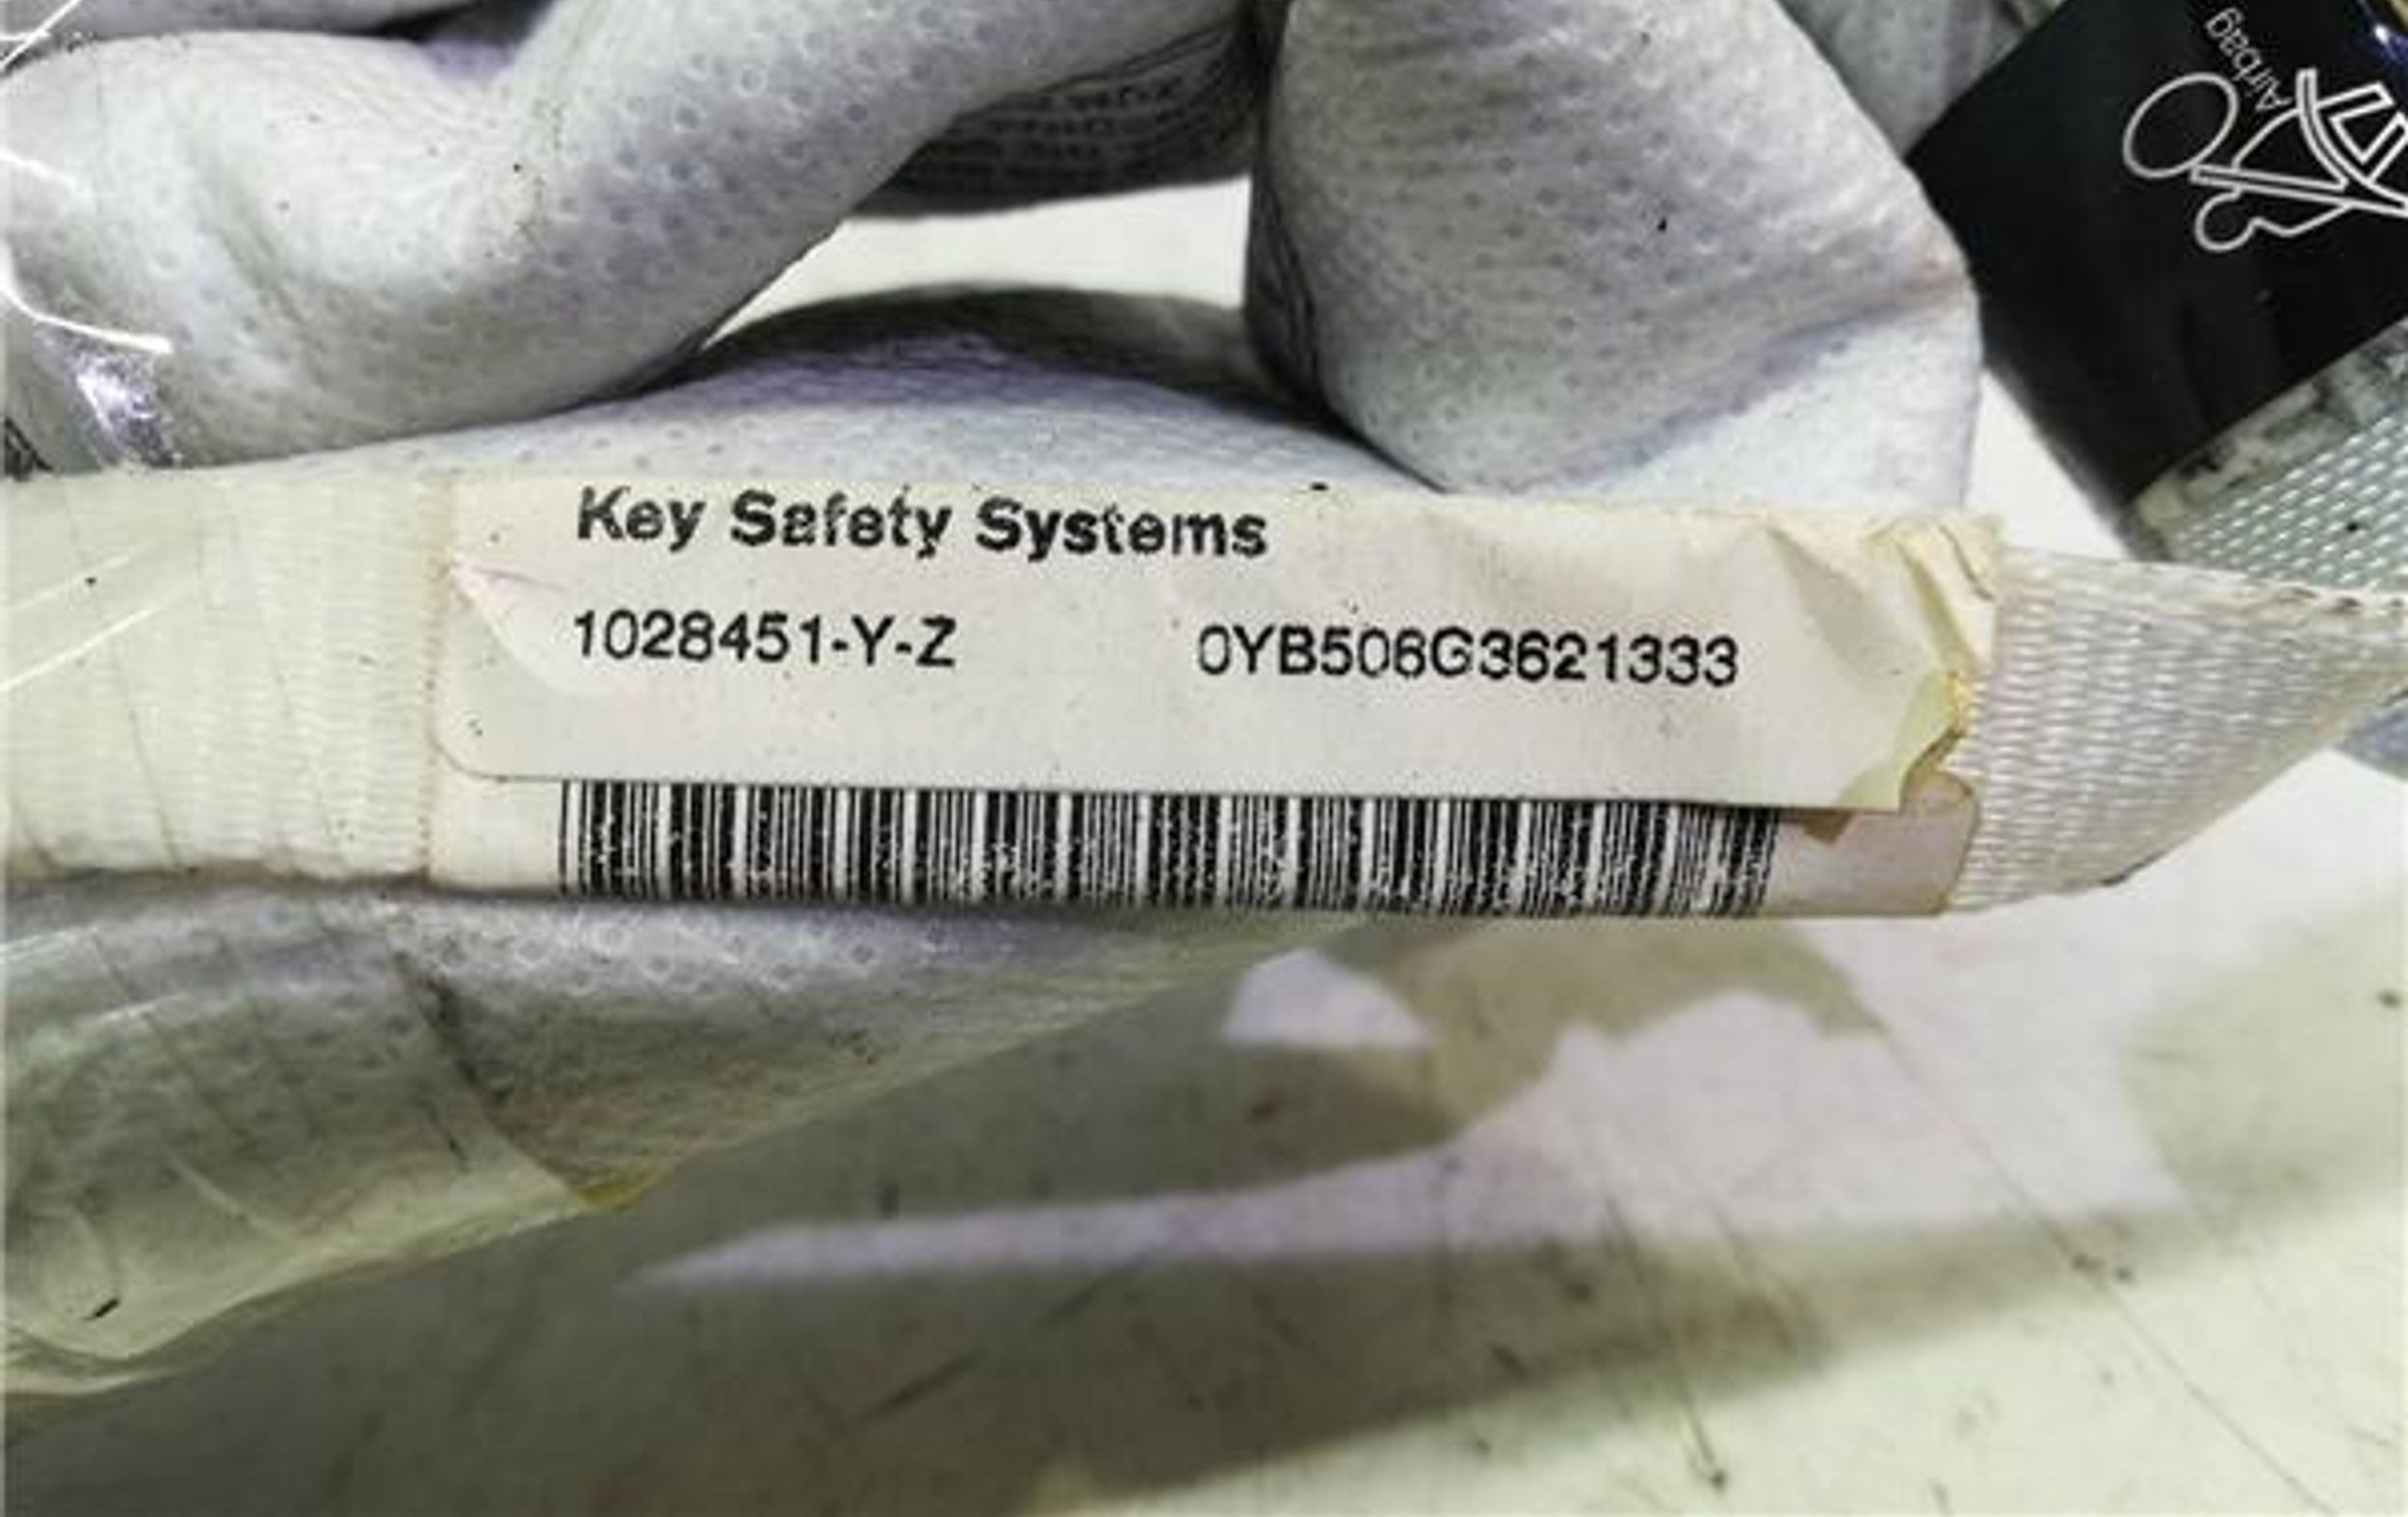 Airbag
Key Safety Systems
1028451-Y-Z 0YB506G3621333